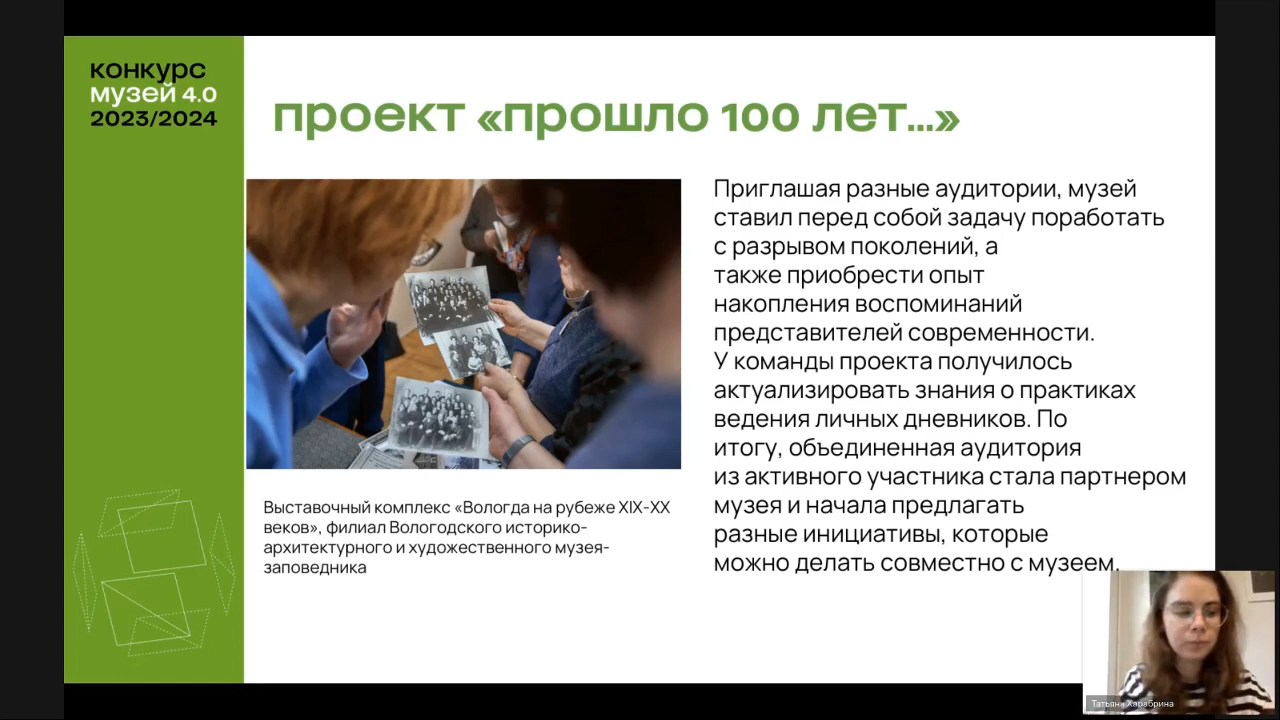 конкурс
музей 4.0
2023/2024
проект «прошло 100 лет...»
Приглашая разные аудитории, музей
ставил перед собой задачу поработать
с разрывом поколений, а
также приобрести опыт
накопления воспоминаний
представителей современности.
У команды проекта получилось
актуализировать знания о практиках
ведения личных дневников. По
итогу, объединенная аудитория
из активного участника стала партнером
музея и начала предлагать
разные инициативы, которые
можно делать совместно с музеем.
Выставочный комплекс «Вологда на рубеже XIX-XX
веков», филиал Вологодского историко-
архитектурного и художественного музея-
заповедника
Татьяна Харабрина